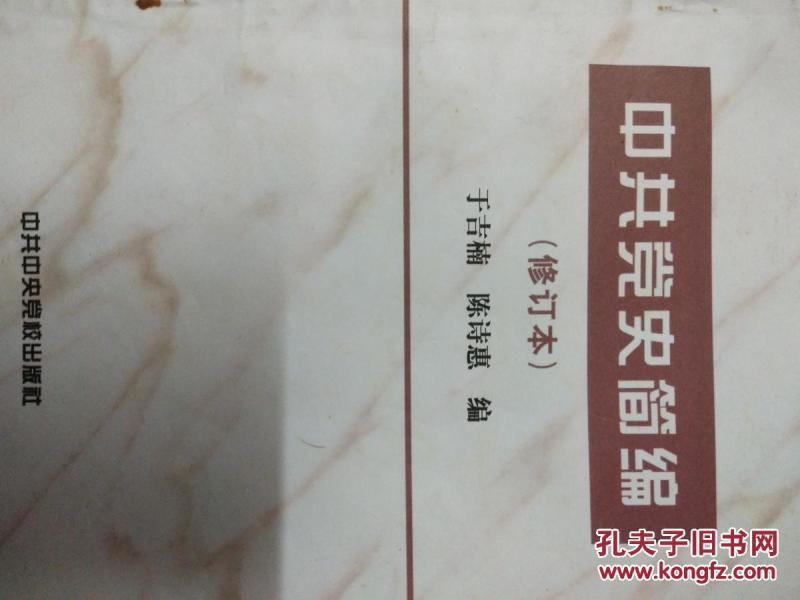 中共党史简编
（修订本）
于吉楠 陈诗惠 编
中共中央党校出版社
孔夫子旧书网
www.kongfz.com